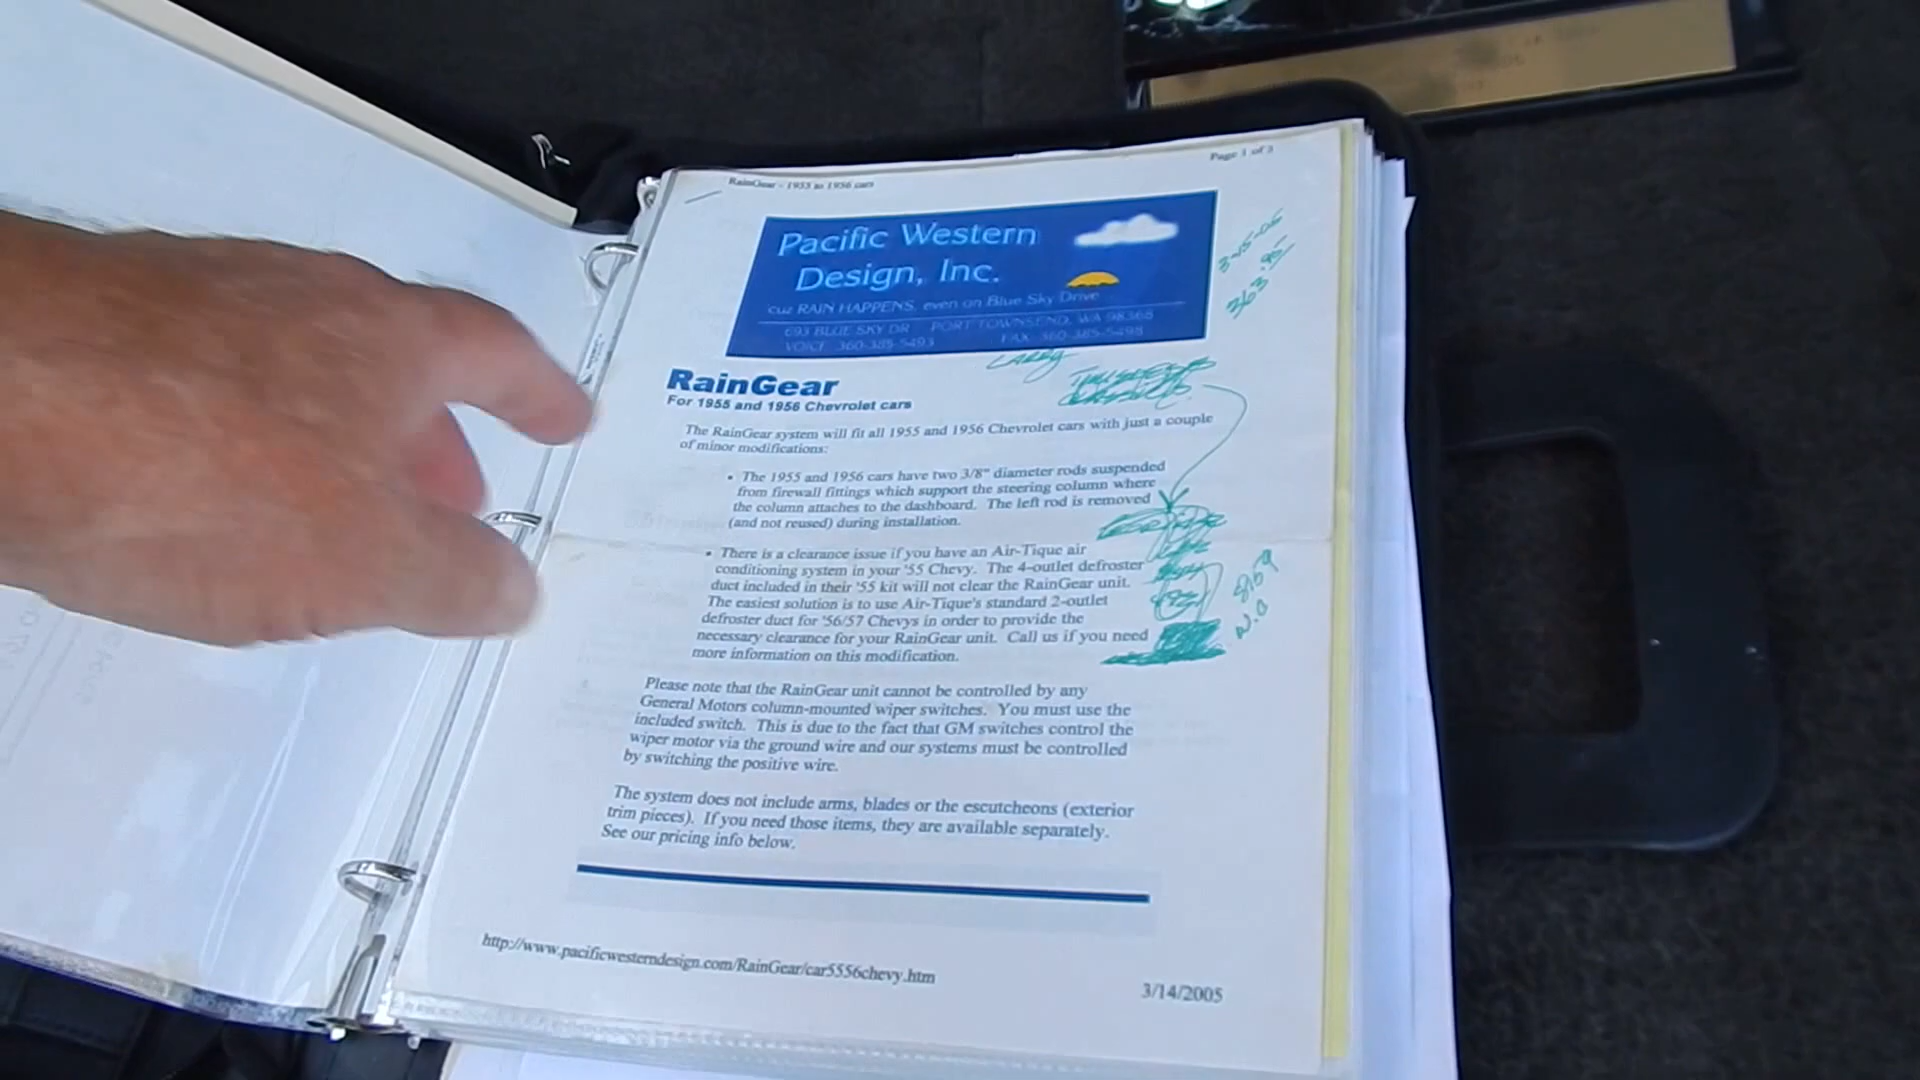 RainGear - 1955 to 1956 cars
Page 1 of 3
Pacific Western
Design, Inc.
cuz RAIN HAPPENS, even on Blue Sky Drive
693 BLUE SKY DR PORT TOWNSEND, WA 98368
VOICE 360-385-5493 FAX 360-385-5498
3-15-05
363.95
LARRY
RainGear
For 1955 and 1956 Chevrolet cars
The RainGear system will fit all 1955 and 1956 Chevrolet cars with just a couple
of minor modifications:
• The 1955 and 1956 cars have two 3/8" diameter rods suspended
from firewall fittings which support the steering column where
the column attaches to the dashboard. The left rod is removed
(and not reused) during installation.
• There is a clearance issue if you have an Air-Tique air
conditioning system in your '55 Chevy. The 4-outlet defroster
duct included in their '55 kit will not clear the RainGear unit.
The easiest solution is to use Air-Tique's standard 2-outlet
defroster duct for '56/57 Chevys in order to provide the
necessary clearance for your RainGear unit. Call us if you need
more information on this modification.
Please note that the RainGear unit cannot be controlled by any
General Motors column-mounted wiper switches. You must use the
included switch. This is due to the fact that GM switches control the
wiper motor via the ground wire and our systems must be controlled
by switching the positive wire.
The system does not include arms, blades or the escutcheons (exterior
trim pieces). If you need those items, they are available separately.
See our pricing info below.
http://www.pacificwesterndesign.com/RainGear/car5556chevy.htm
3/14/2005